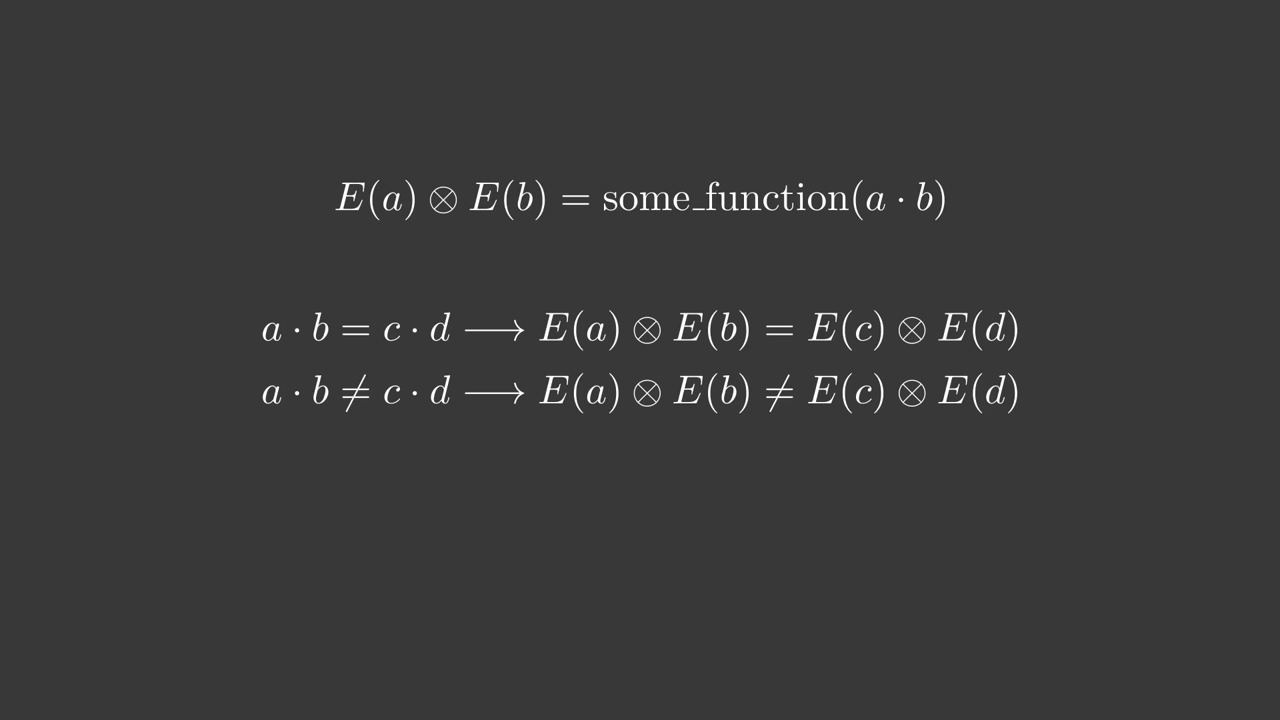 E(a) ⊗ E(b) = some_function(a · b)
a · b = c · d ⟶ E(a) ⊗ E(b) = E(c) ⊗ E(d)
a · b ≠ c · d ⟶ E(a) ⊗ E(b) ≠ E(c) ⊗ E(d)